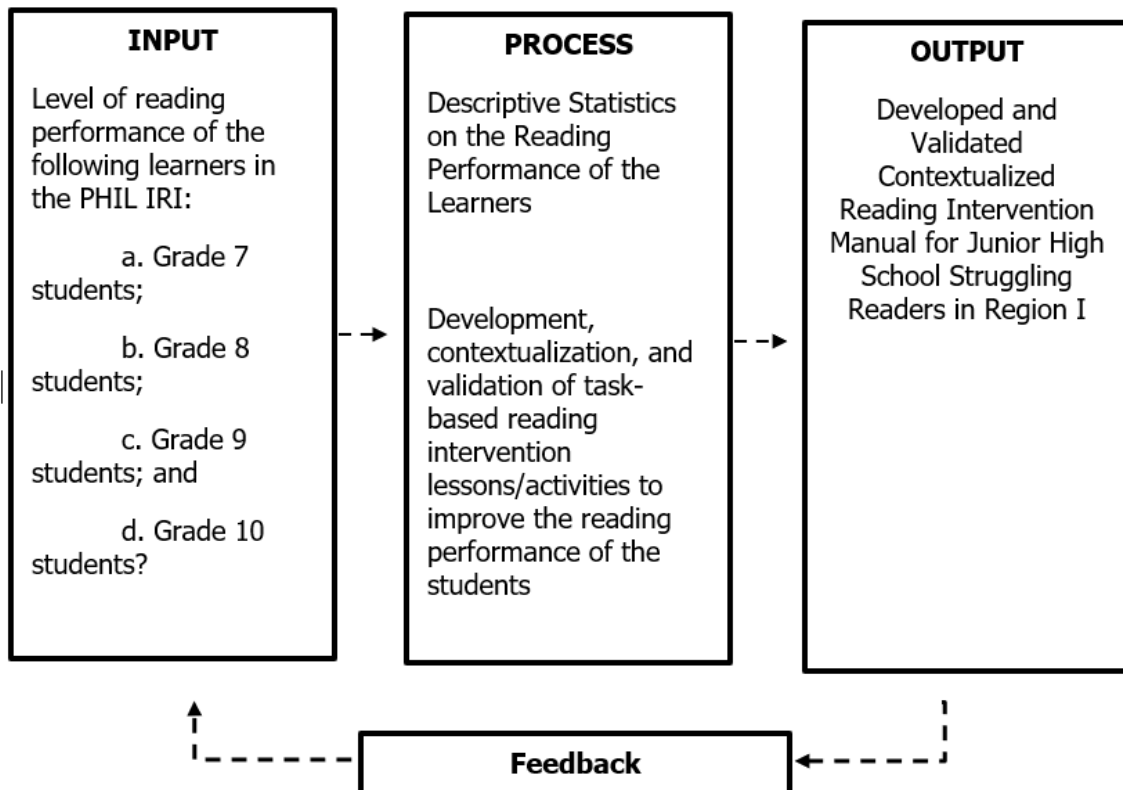 INPUT
Level of reading
performance of the
following learners in
the PHIL IRI:
a. Grade 7
students;
b. Grade 8
students;
c. Grade 9
students; and
d. Grade 10
students?
PROCESS
Descriptive Statistics
on the Reading
Performance of the
Learners
Development,
contextualization, and
validation of task-
based reading
intervention
lessons/activities to
improve the reading
performance of the
students
OUTPUT
Developed and
Validated
Contextualized
Reading Intervention
Manual for Junior High
School Struggling
Readers in Region I
Feedback